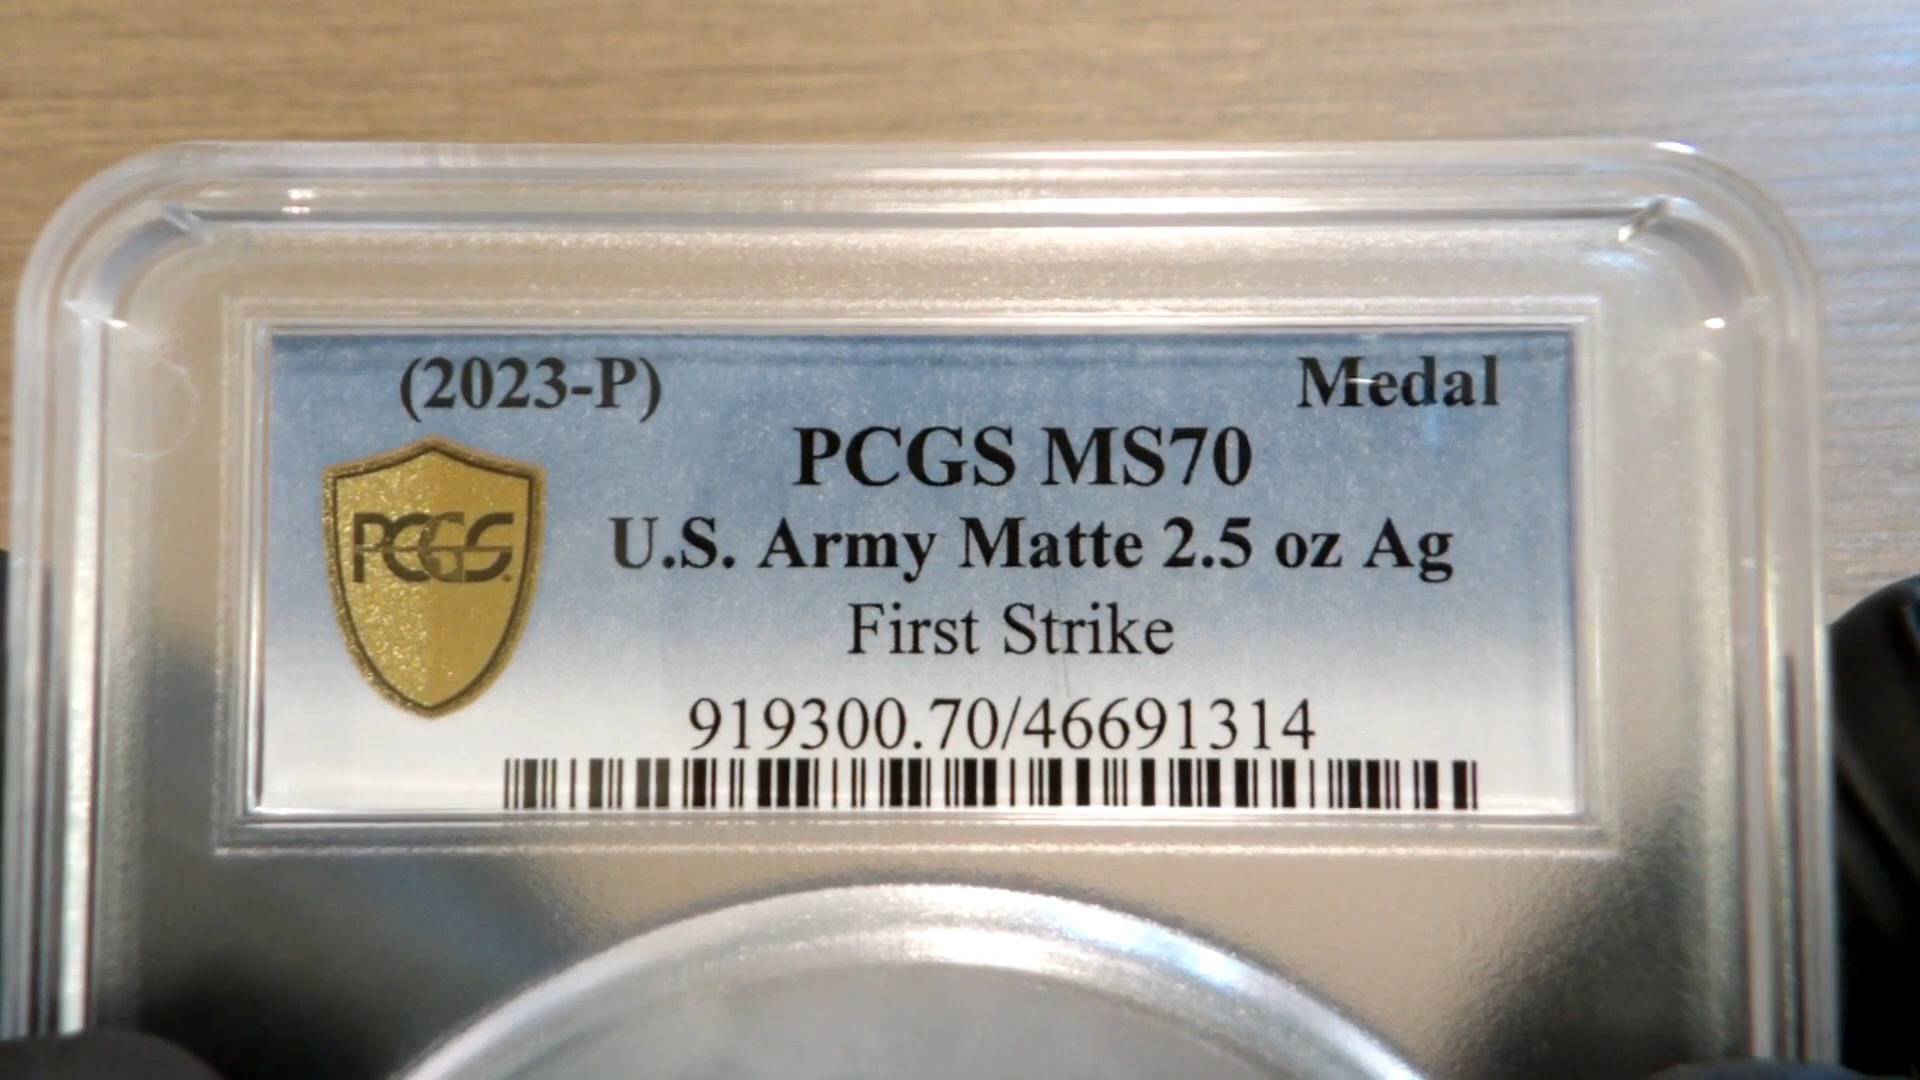 (2023-P) Medal
PCGS MS70
PCGS
U.S. Army Matte 2.5 oz Ag
First Strike
919300.70/46691314